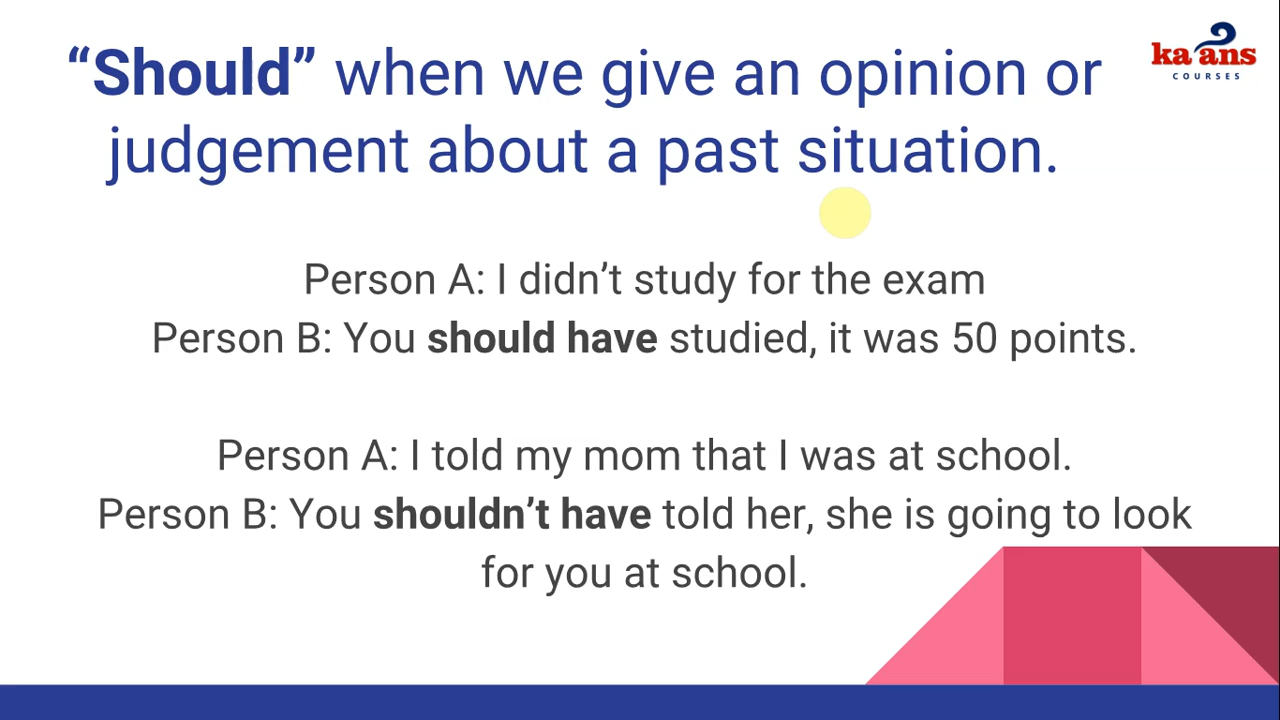 “Should” when we give an opinion or
judgement about a past situation.
ka2ans
COURSES
Person A: I didn’t study for the exam
Person B: You should have studied, it was 50 points.
Person A: I told my mom that I was at school.
Person B: You shouldn’t have told her, she is going to look
for you at school.